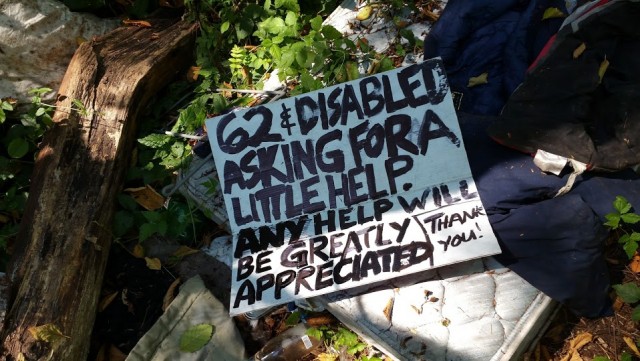 62 & DISABLED
ASKING FOR A
LITTLE HELP.
ANY HELP WILL
BE GREATLY
APPRECIATED
THANK
YOU!